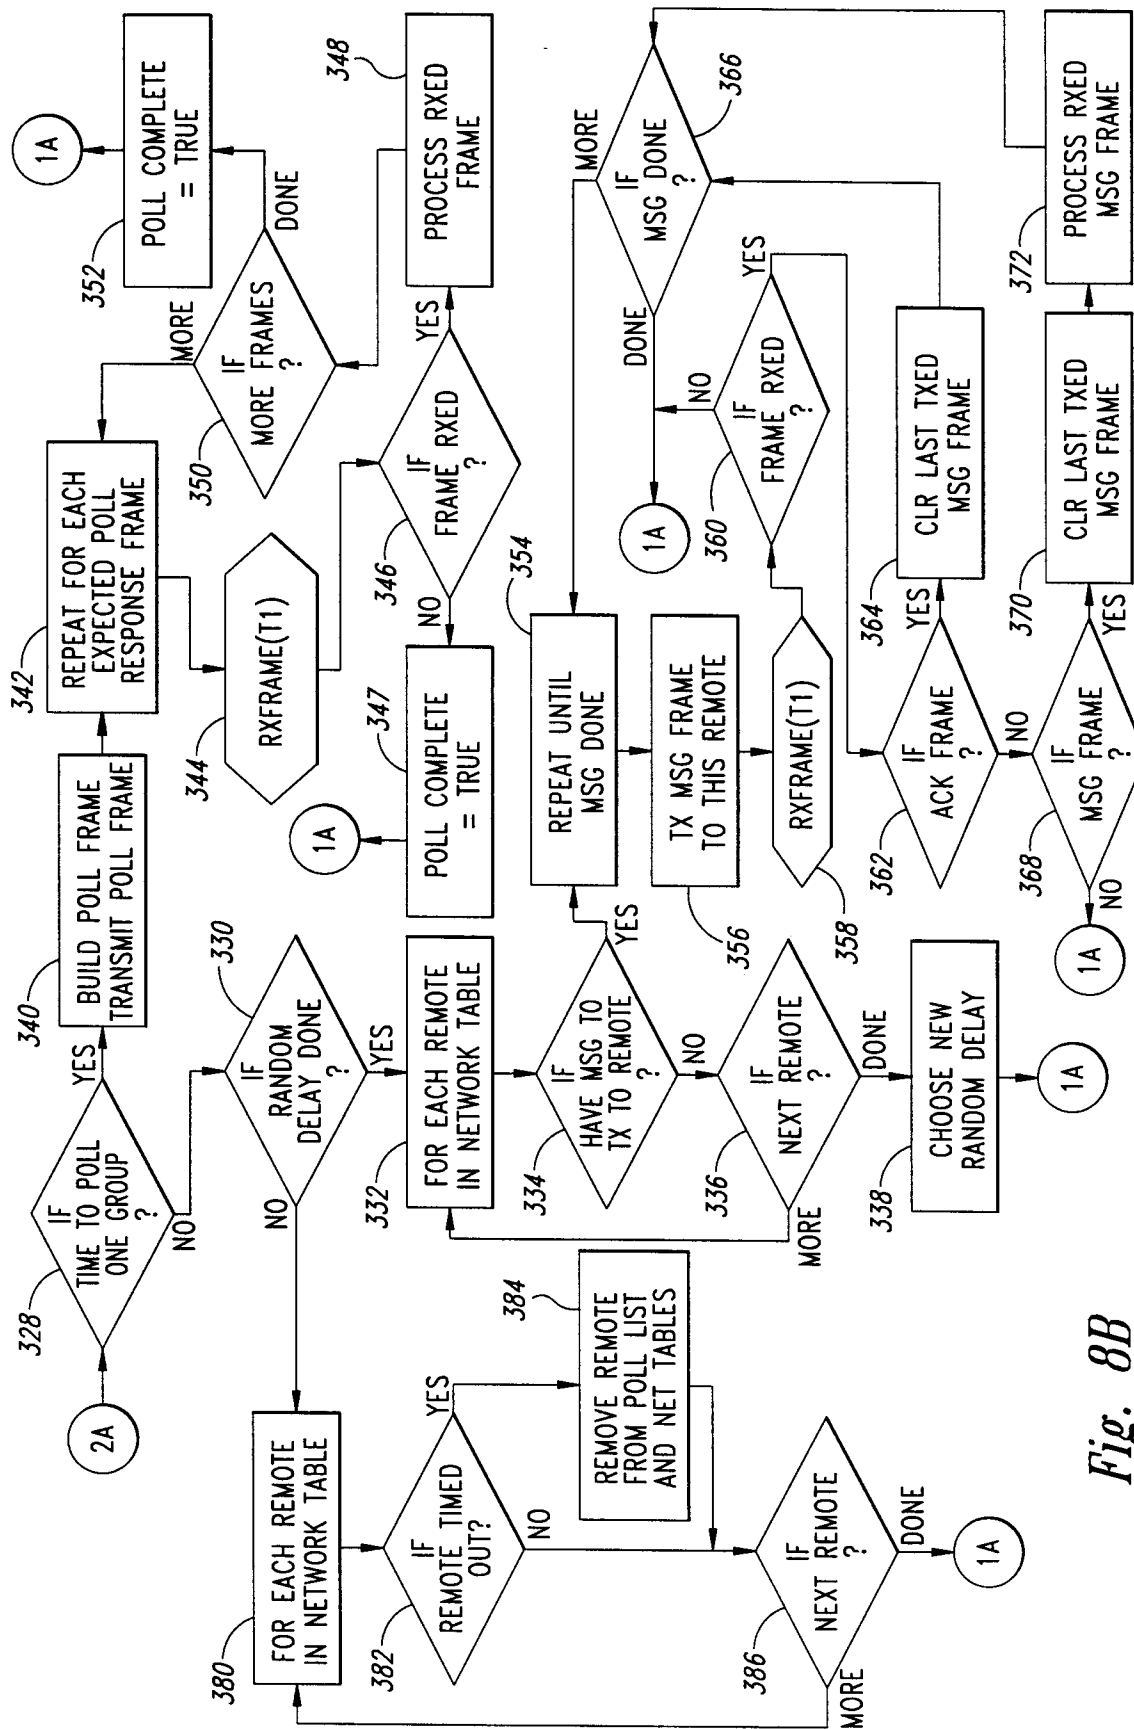 2A
328
IF
TIME TO POLL
ONE GROUP
?
YES
NO
340
BUILD POLL FRAME
TRANSMIT POLL FRAME
342
REPEAT FOR EACH
EXPECTED POLL
RESPONSE FRAME
344
RXFRAME(T1)
346
IF
FRAME RXED
?
YES
NO
347
POLL COMPLETE
= TRUE
1A
348
PROCESS RXED
FRAME
350
IF
MORE FRAMES
?
MORE
DONE
352
POLL COMPLETE
= TRUE
1A
330
IF
RANDOM
DELAY DONE
?
NO
YES
332
FOR EACH REMOTE
IN NETWORK TABLE
334
IF
HAVE MSG TO
TX TO REMOTE
?
YES
NO
336
IF
NEXT REMOTE
?
MORE
DONE
338
CHOOSE NEW
RANDOM DELAY
1A
354
REPEAT UNTIL
MSG DONE
356
TX MSG FRAME
TO THIS REMOTE
358
RXFRAME(T1)
360
IF
FRAME RXED
?
NO
YES
1A
362
IF
ACK FRAME
?
YES
NO
364
CLR LAST TXED
MSG FRAME
366
IF
MSG DONE
?
MORE
DONE
368
IF
MSG FRAME
?
YES
NO
1A
370
CLR LAST TXED
MSG FRAME
372
PROCESS RXED
MSG FRAME
380
FOR EACH REMOTE
IN NETWORK TABLE
382
IF
REMOTE TIMED
OUT?
YES
NO
384
REMOVE REMOTE
FROM POLL LIST
AND NET TABLES
386
IF
NEXT REMOTE
?
MORE
DONE
1A
Fig. 8B